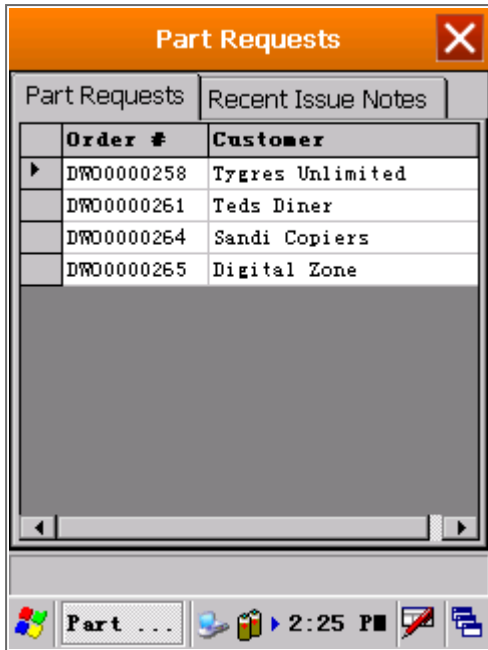 Part Requests
Part Requests Recent Issue Notes
Order # Customer
DWO0000258 Tygres Unlimited
DWO0000261 Teds Diner
DWO0000264 Sandi Copiers
DWO0000265 Digital Zone
Part ... 2:25 PM